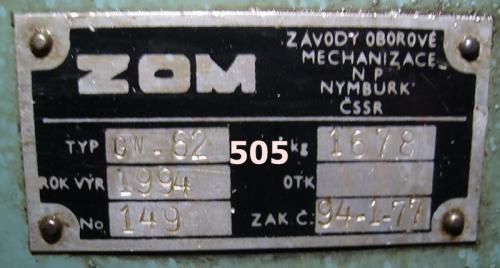 ZOM
ZÁVODY OBOROVÉ
MECHANIZACE
N P
NYMBURK
ČSSR
TYP GW.62 505 kg 1678
ROK VÝR 1994 OTK
No 149 ZAK Č. 94-1-77